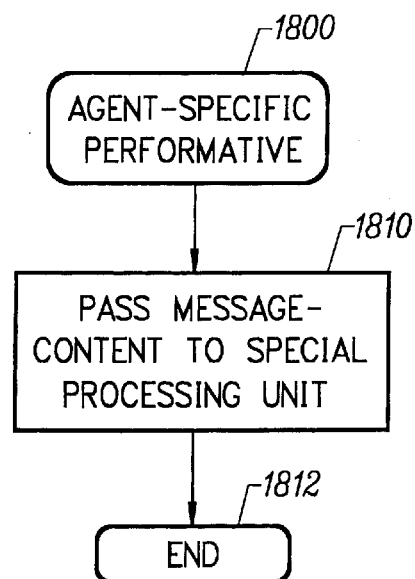 1800
AGENT-SPECIFIC
PERFORMATIVE
1810
PASS MESSAGE-
CONTENT TO SPECIAL
PROCESSING UNIT
1812
END